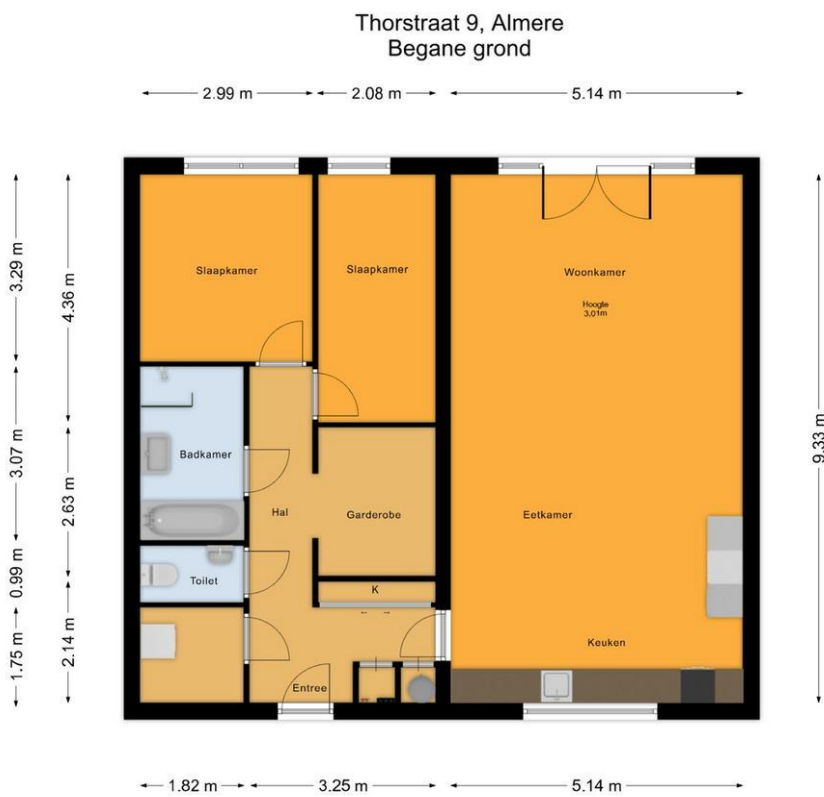 Thorstraat 9, Almere
Begane grond
2.99 m
2.08 m
5.14 m
3.29 m
4.36 m
3.07 m
2.63 m
0.99 m
1.75 m
2.14 m
9.33 m
Slaapkamer
Slaapkamer
Woonkamer
Hoogte
3.01m
Badkamer
Hal
Garderobe
Eetkamer
Toilet
K
Keuken
Entree
1.82 m
3.25 m
5.14 m